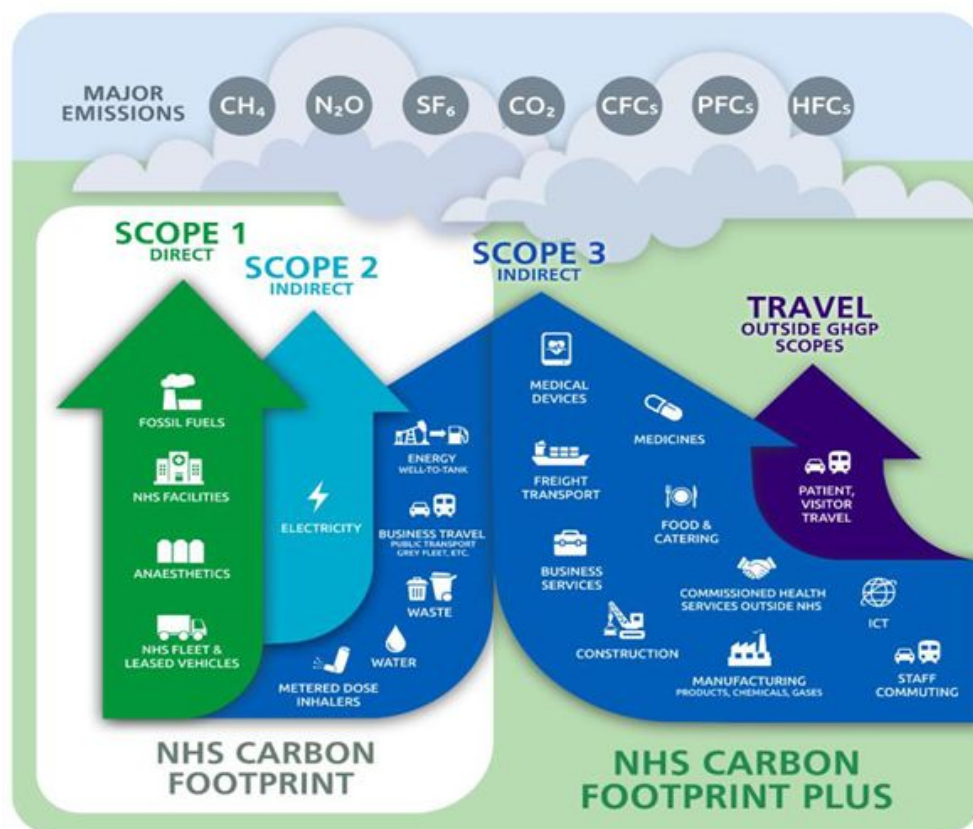 MAJOR
EMISSIONS
CH₄
N₂O
SF₆
CO₂
CFCs
PFCs
HFCs
SCOPE 1
DIRECT
SCOPE 2
INDIRECT
SCOPE 3
INDIRECT
TRAVEL
OUTSIDE GHGP
SCOPES
FOSSIL FUELS
NHS FACILITIES
ANAESTHETICS
NHS FLEET &
LEASED VEHICLES
ELECTRICITY
ENERGY
WELL-TO-TANK
BUSINESS TRAVEL
PUBLIC TRANSPORT
GREY FLEET, ETC.
WASTE
WATER
METERED DOSE
INHALERS
MEDICAL
DEVICES
MEDICINES
FREIGHT
TRANSPORT
FOOD &
CATERING
BUSINESS
SERVICES
COMMISSIONED HEALTH
SERVICES OUTSIDE NHS
CONSTRUCTION
MANUFACTURING
PRODUCTS, CHEMICALS, GASES
ICT
STAFF
COMMUTING
PATIENT,
VISITOR
TRAVEL
NHS CARBON
FOOTPRINT
NHS CARBON
FOOTPRINT PLUS